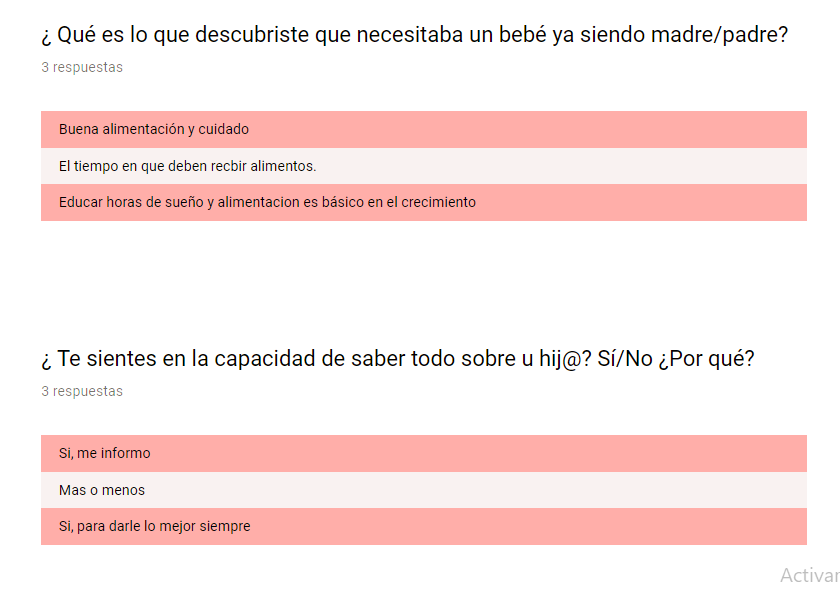 ¿ Qué es lo que descubriste que necesitaba un bebé ya siendo madre/padre?
3 respuestas
Buena alimentación y cuidado
El tiempo en que deben recbir alimentos.
Educar horas de sueño y alimentacion es básico en el crecimiento
¿ Te sientes en la capacidad de saber todo sobre u hij@? Sí/No ¿Por qué?
3 respuestas
Si, me informo
Mas o menos
Si, para darle lo mejor siempre
Activar